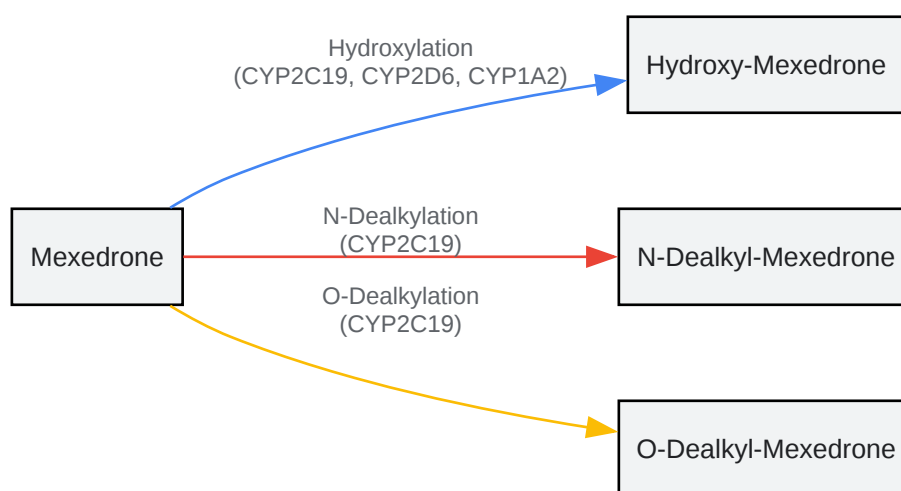 Hydroxylation
(CYP2C19, CYP2D6, CYP1A2)
Hydroxy-Mexedrone
Mexedrone
N-Dealkylation
(CYP2C19)
N-Dealkyl-Mexedrone
O-Dealkylation
(CYP2C19)
O-Dealkyl-Mexedrone